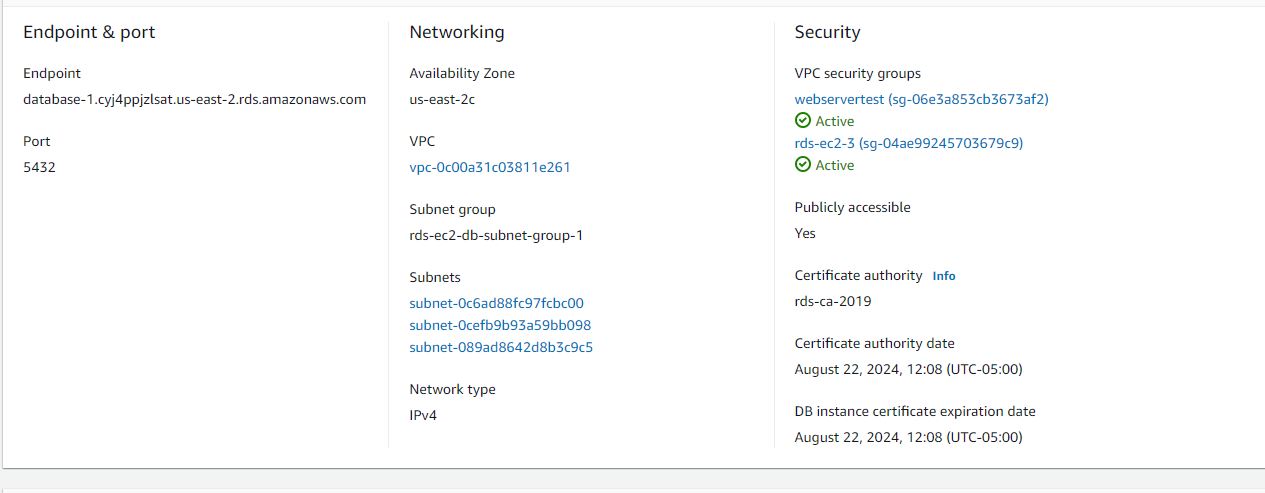 Endpoint & port
Endpoint
database-1.cyj4ppjzlsat.us-east-2.rds.amazonaws.com
Port
5432
Networking
Availability Zone
us-east-2c
VPC
vpc-0c00a31c03811e261
Subnet group
rds-ec2-db-subnet-group-1
Subnets
subnet-0c6ad88fc97fcbc00
subnet-0cefb9b93a59bb098
subnet-089ad8642d8b3c9c5
Network type
IPv4
Security
VPC security groups
webservertest (sg-06e3a853cb3673af2)
Active
rds-ec2-3 (sg-04ae99245703679c9)
Active
Publicly accessible
Yes
Certificate authority Info
rds-ca-2019
Certificate authority date
August 22, 2024, 12:08 (UTC-05:00)
DB instance certificate expiration date
August 22, 2024, 12:08 (UTC-05:00)